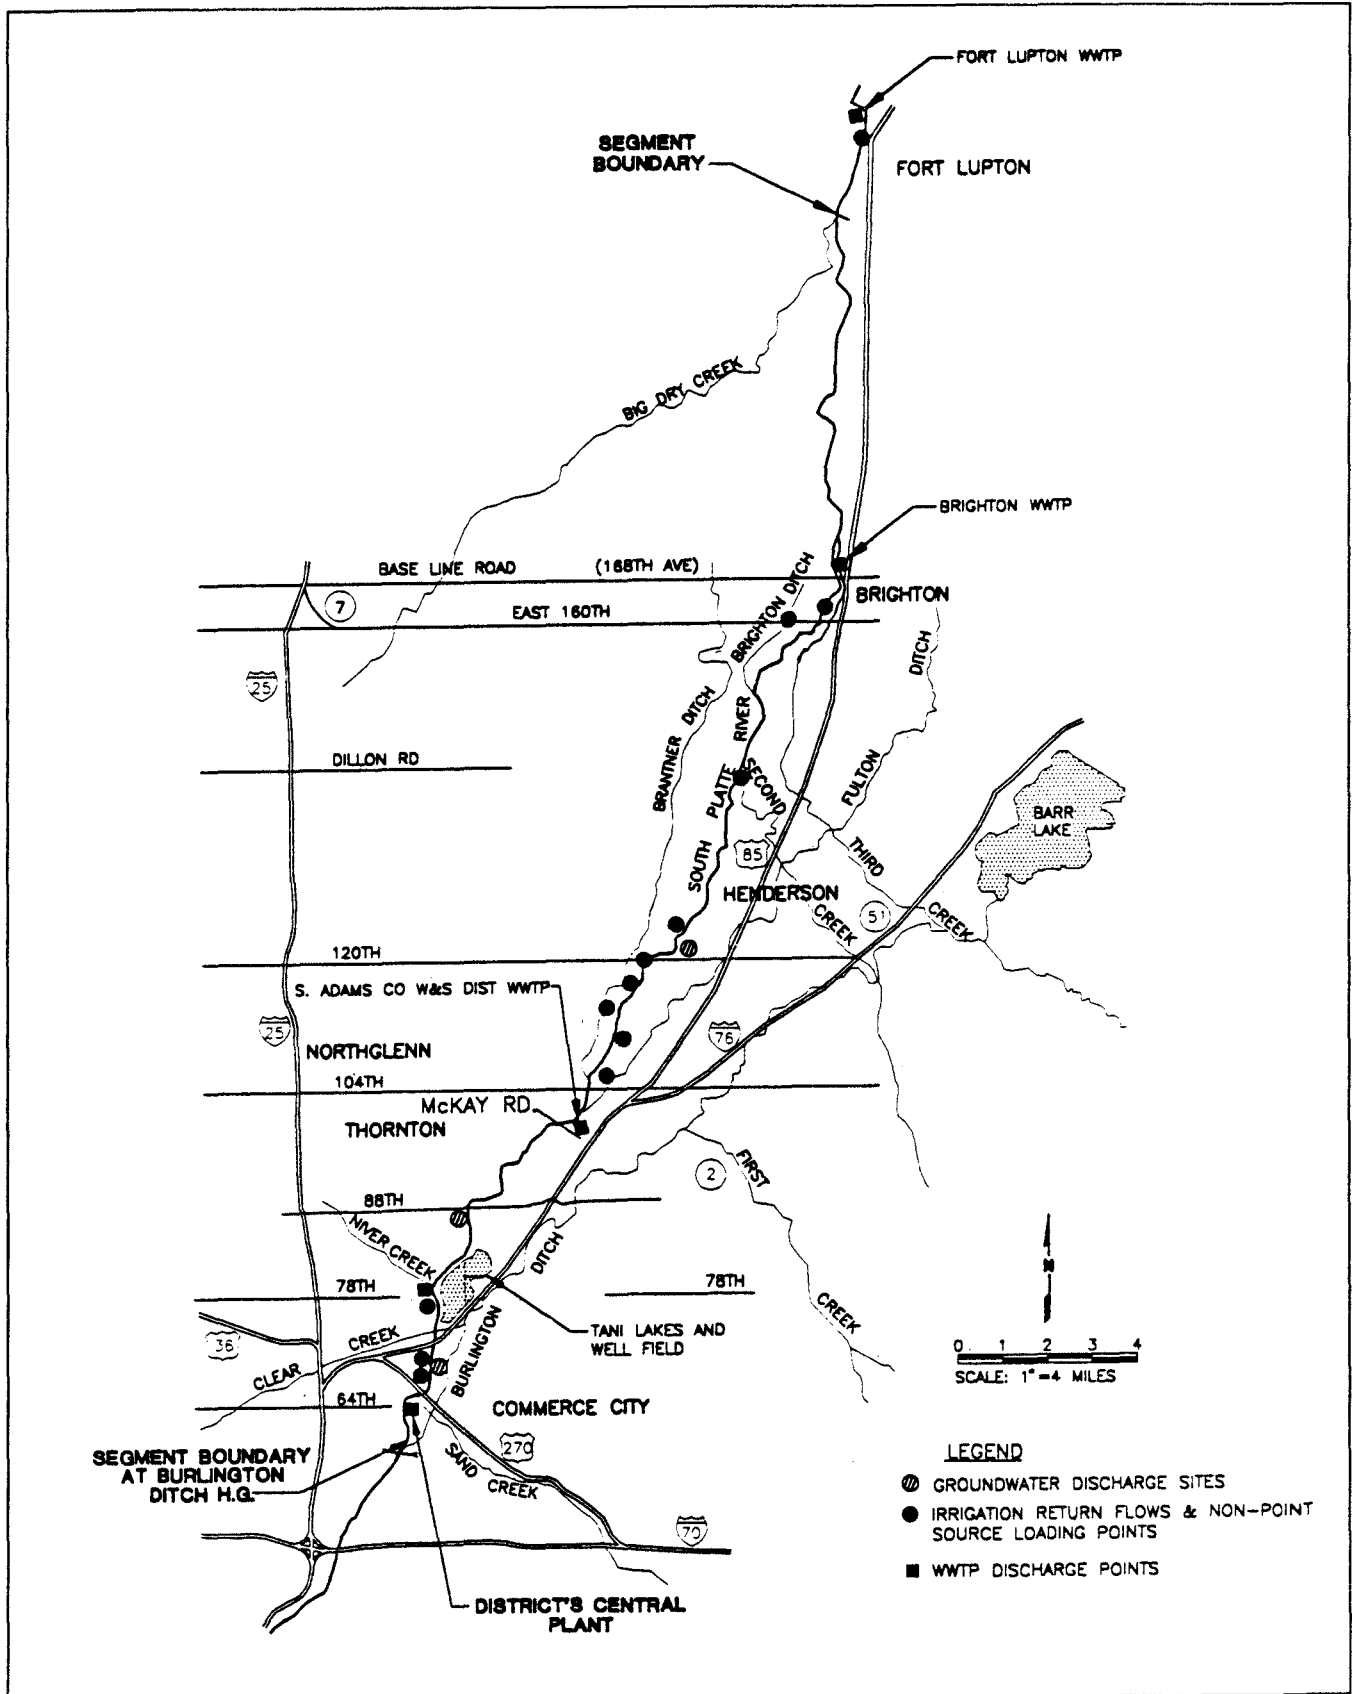 FORT LUPTON WWTP
SEGMENT
BOUNDARY
FORT LUPTON
BIG DRY CREEK
BRIGHTON WWTP
BASE LINE ROAD (168TH AVE)
BRIGHTON
7
EAST 160TH
BRIGHTON DITCH
DITCH
25
BRANTNER DITCH
RIVER
DILLON RD
PLATTE
SECOND
FULTON
BARR
LAKE
SOUTH
85
THIRD
HENDERSON
CREEK
51
CREEK
120TH
S. ADAMS CO W&S DIST WWTP
25
76
NORTHGLENN
104TH
McKAY RD.
THORNTON
FIRST
2
88TH
NIVER CREEK
DITCH
N
78TH
78TH
CREEK
36
CREEK
BURLINGTON
TANI LAKES AND
WELL FIELD
0 1 2 3 4
SCALE: 1"=4 MILES
CLEAR
64TH
COMMERCE CITY
SEGMENT BOUNDARY
AT BURLINGTON
DITCH H.G.
SAND CREEK
270
LEGEND
GROUNDWATER DISCHARGE SITES
IRRIGATION RETURN FLOWS & NON-POINT
SOURCE LOADING POINTS
70
WWTP DISCHARGE POINTS
DISTRICT'S CENTRAL
PLANT